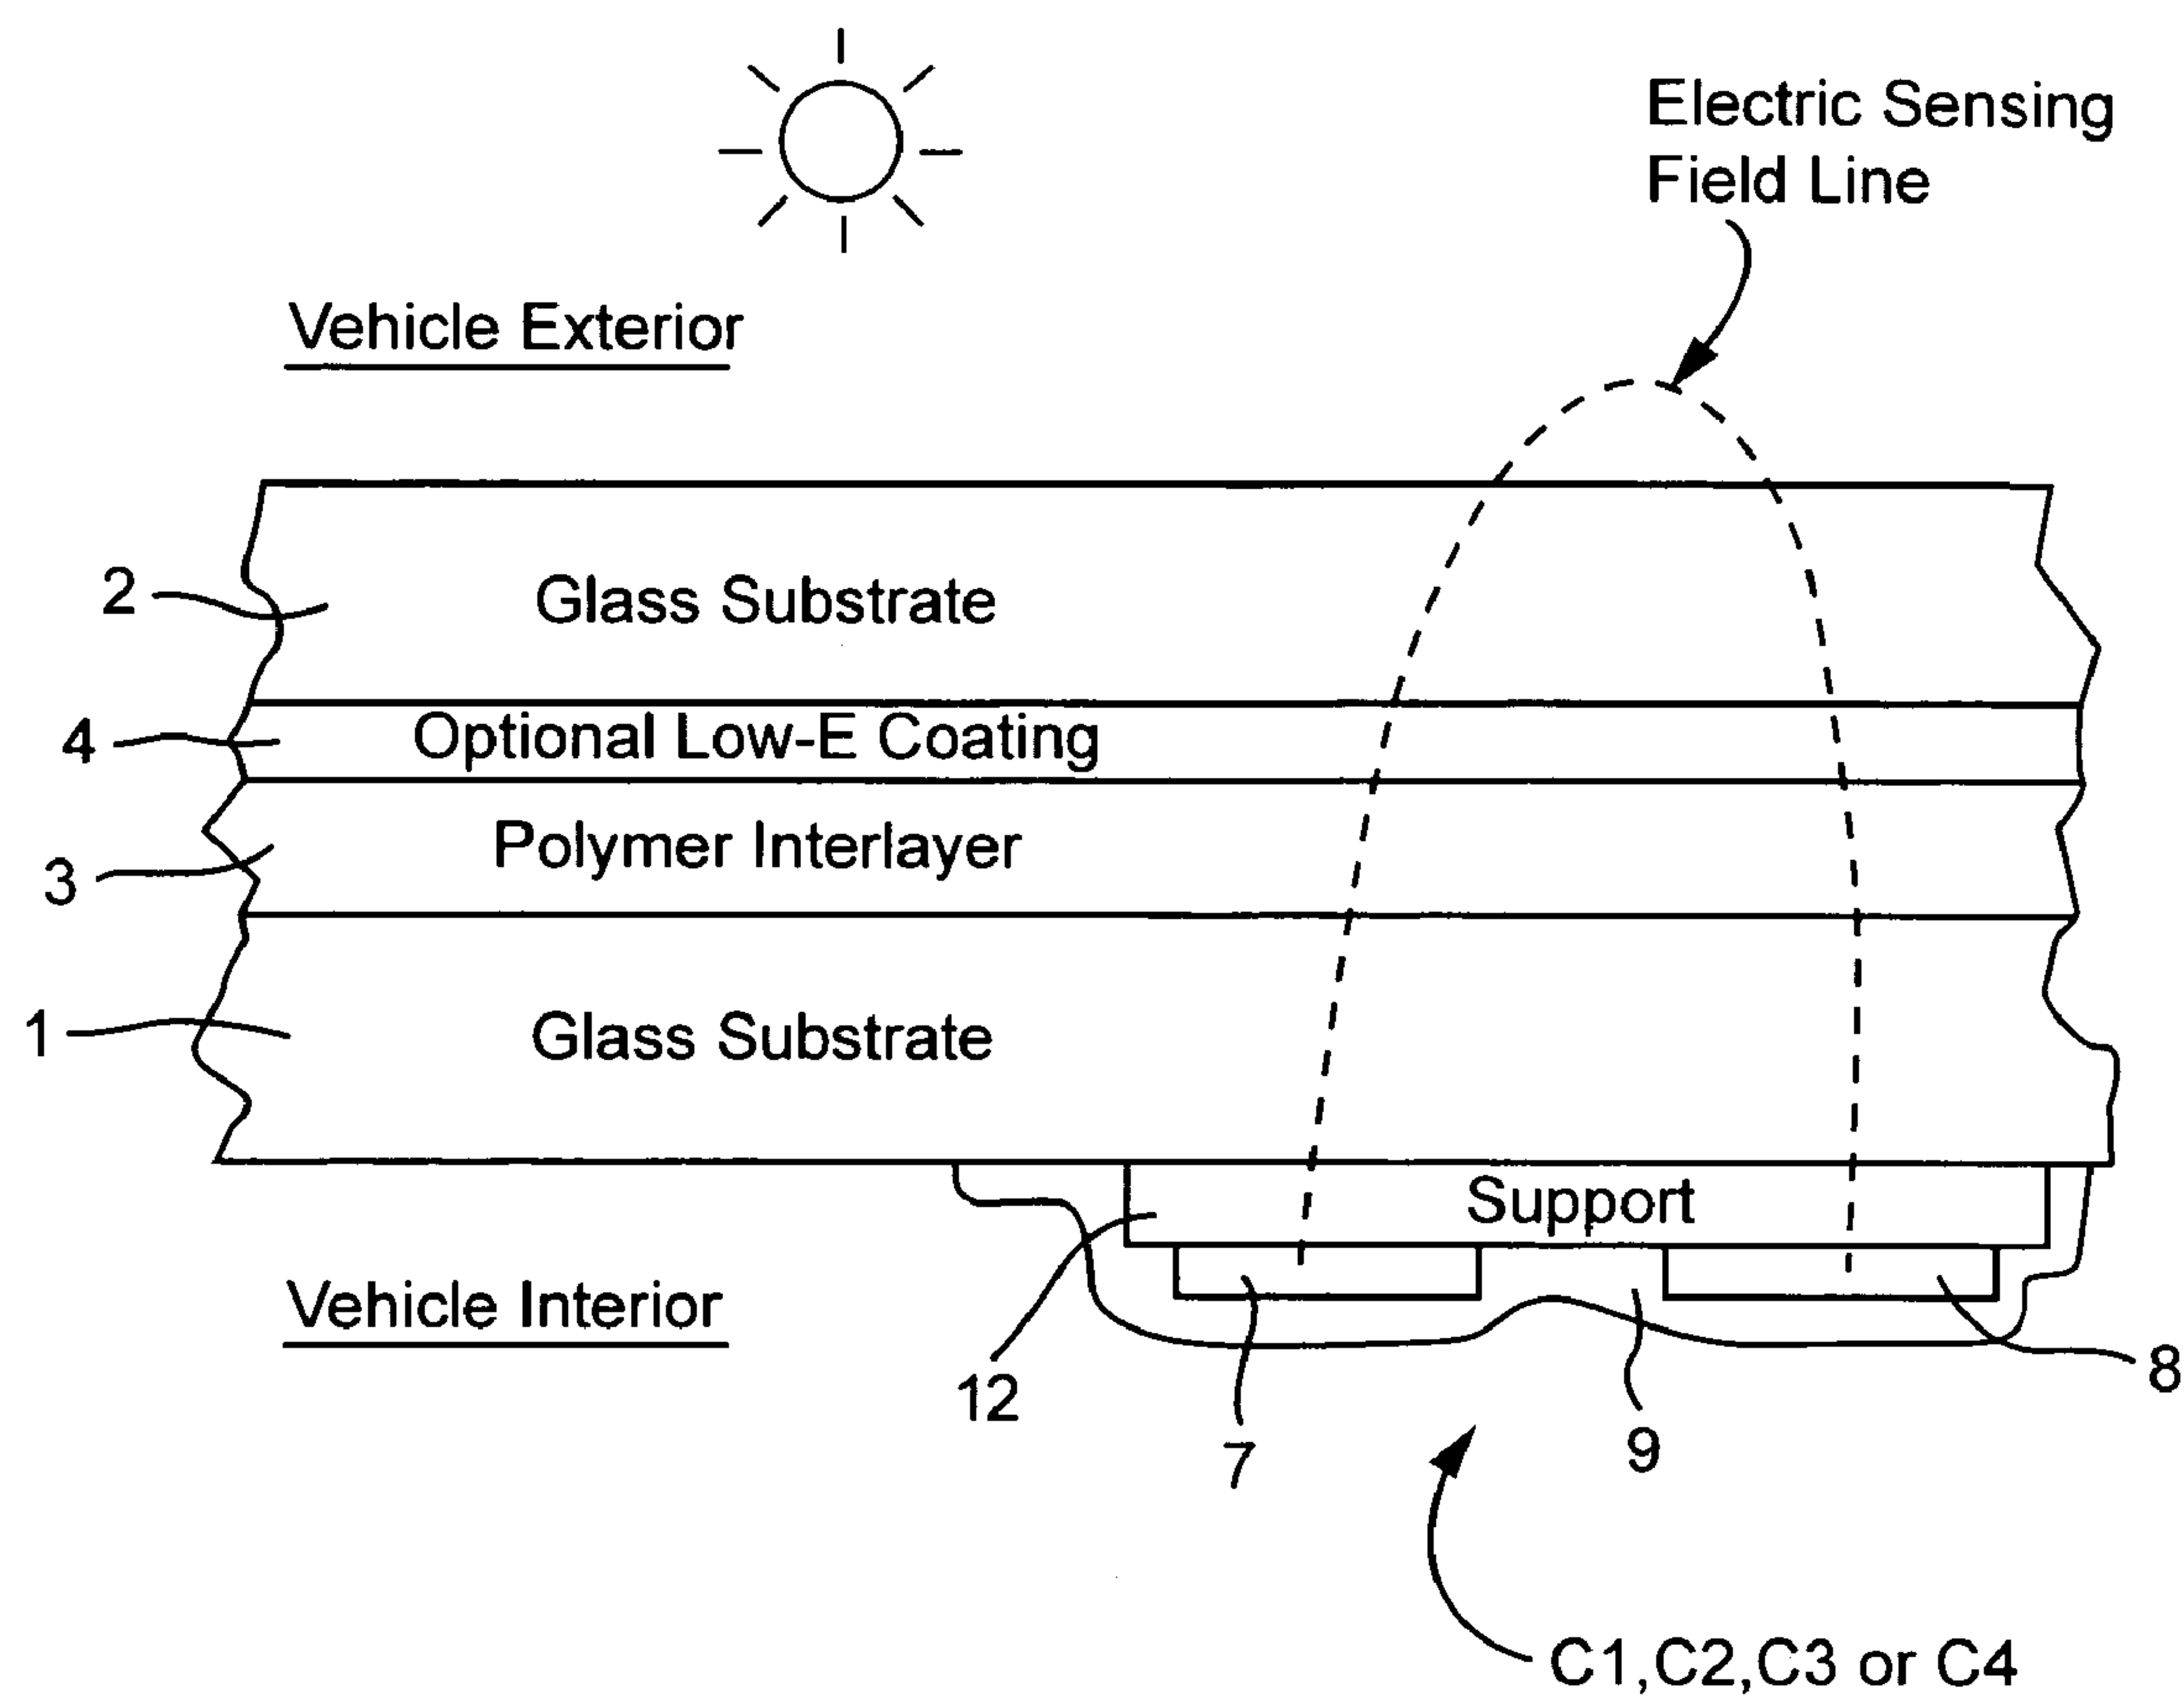 Electric Sensing
Field Line
Vehicle Exterior
2
Glass Substrate
4
Optional Low-E Coating
3
Polymer Interlayer
1
Glass Substrate
Support
Vehicle Interior
12
7
9
8
C1,C2,C3 or C4